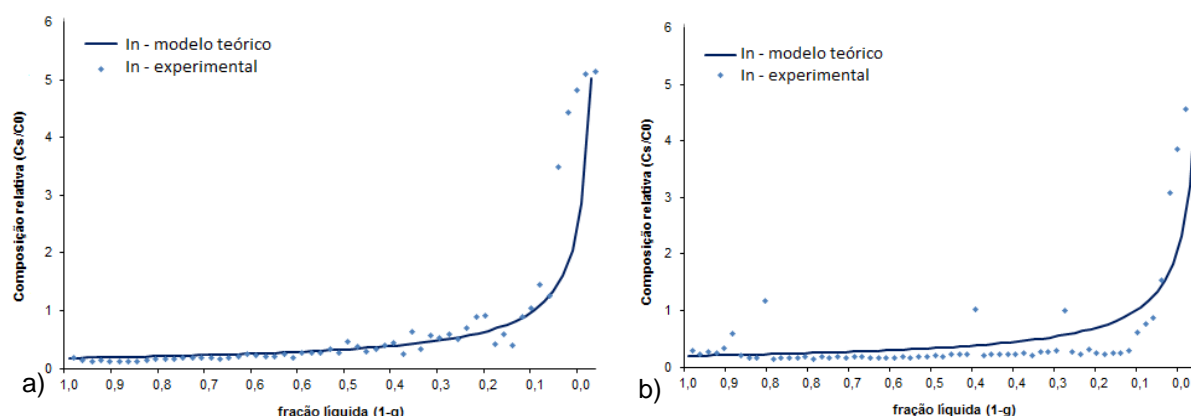 6
In - modelo teórico
In - experimental
5
4
3
2
1
0
Composição relativa (Cs/C0)
1,0 0,9 0,8 0,7 0,6 0,5 0,4 0,3 0,2 0,1 0,0
fração líquida (1-g)
a)
6
In - modelo teórico
In - experimental
5
4
3
2
1
0
Composição relativa (Cs/C0)
1,0 0,9 0,8 0,7 0,6 0,5 0,4 0,3 0,2 0,1 0,0
fração líquida (1-g)
b)